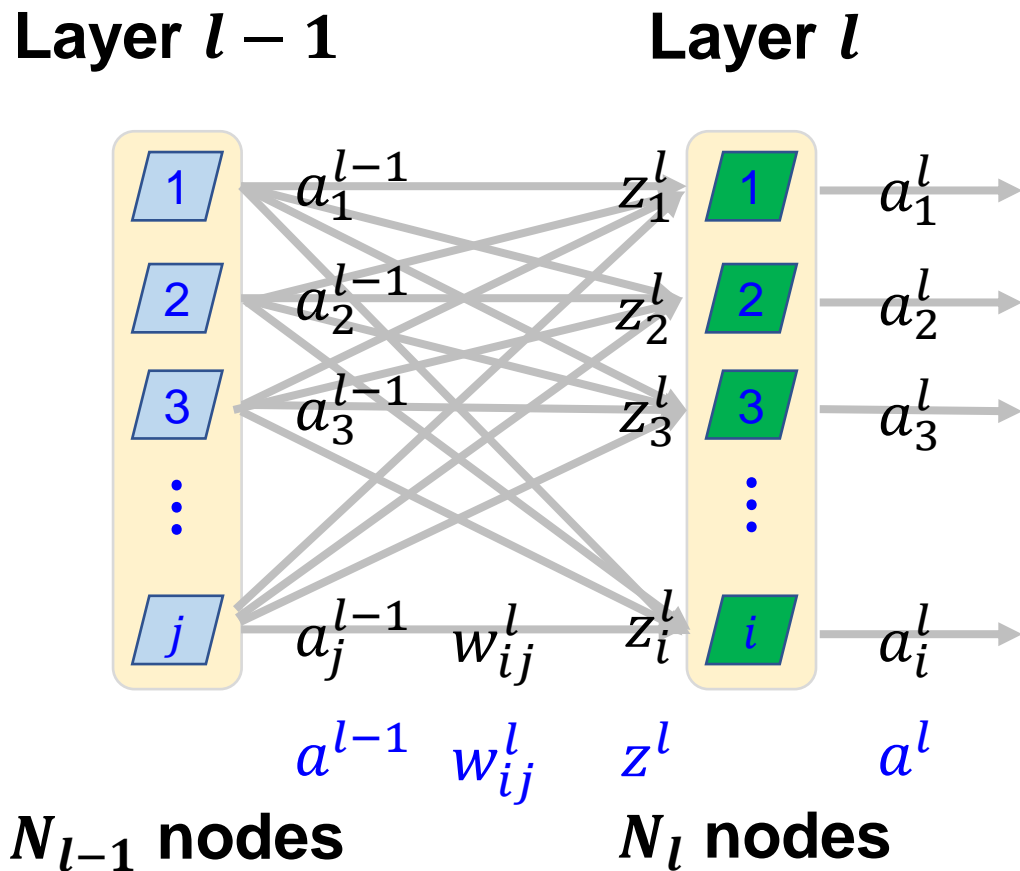 Layer l − 1 Layer l
1 a_1^{l−1} z_1^l 1 a_1^l
2 a_2^{l−1} z_2^l 2 a_2^l
3 a_3^{l−1} z_3^l 3 a_3^l
⋮ ⋮
j a_j^{l−1} w_{ij}^l z_i^l i a_i^l
a^{l−1} w_{ij}^l z^l a^l
N_{l−1} nodes N_l nodes